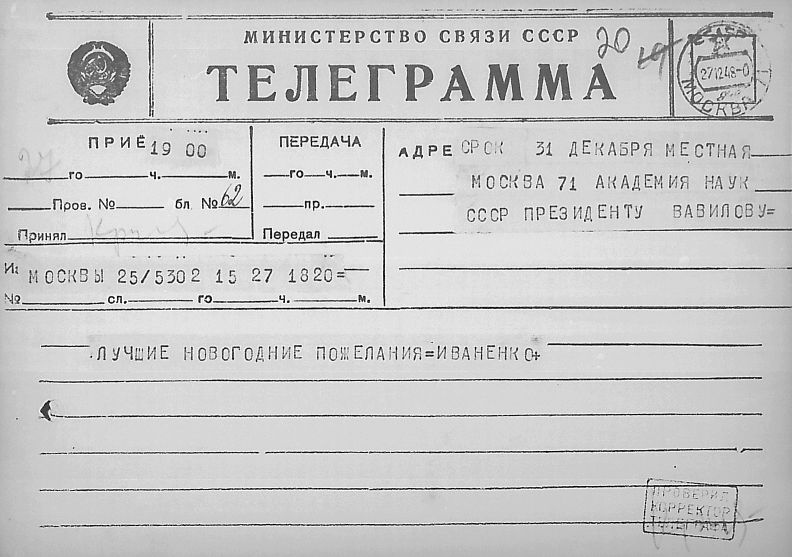 МИНИСТЕРСТВО СВЯЗИ СССР
ТЕЛЕГРАММА
20
27 12 48-0
МОСКВА
ПРИЁ 19 00
го ч. м.
Пров. № бл. № 62
Принял
ПЕРЕДАЧА
го ч. м.
пр.
Передал
АДРЕ СРОК 31 ДЕКАБРЯ МЕСТНАЯ
МОСКВА 71 АКАДЕМИЯ НАУК
СССР ПРЕЗИДЕНТУ ВАВИЛОВУ=
МОСКВЫ 25/5302 15 27 1820=
№ сл. го ч. м.
ЛУЧШИЕ НОВОГОДНИЕ ПОЖЕЛАНИЯ=ИВАНЕНКО+
ПРОВЕРИЛ
КОРРЕКТОР
ТЕЛЕГРАФА